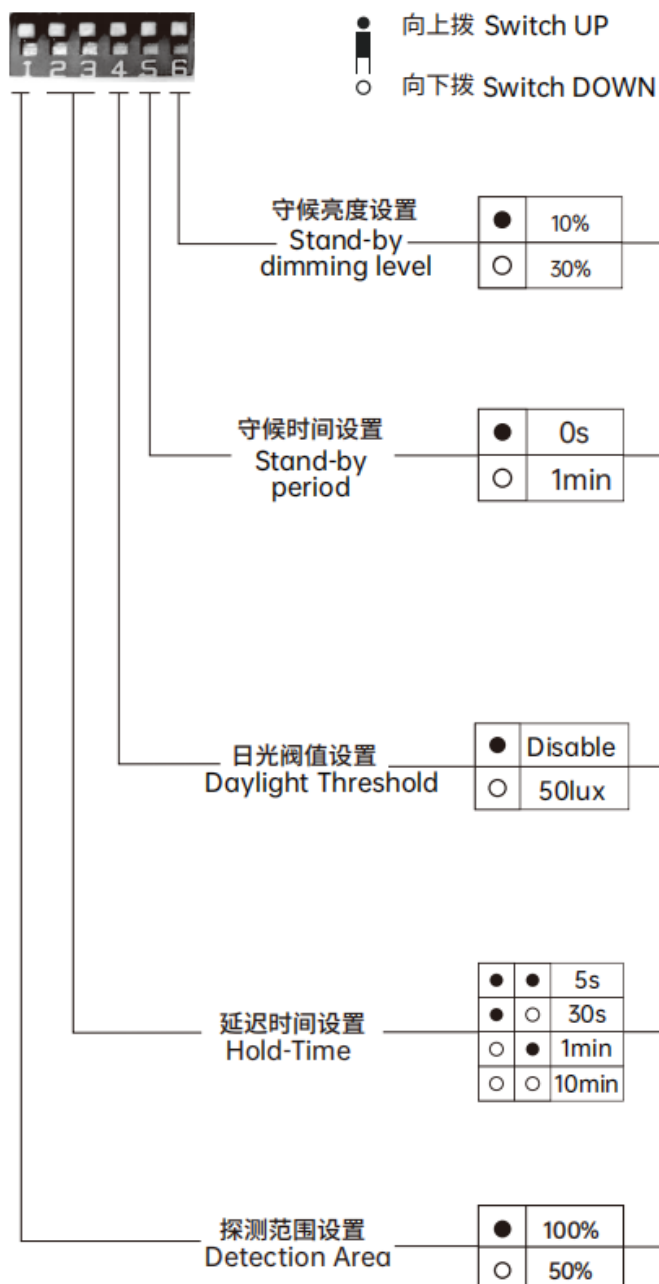 向上拨 Switch UP
向下拨 Switch DOWN
1 2 3 4 5 6
守候亮度设置
Stand-by
dimming level
10%
30%
守候时间设置
Stand-by
period
0s
1min
日光阀值设置
Daylight Threshold
Disable
50lux
延迟时间设置
Hold-Time
5s
30s
1min
10min
探测范围设置
Detection Area
100%
50%